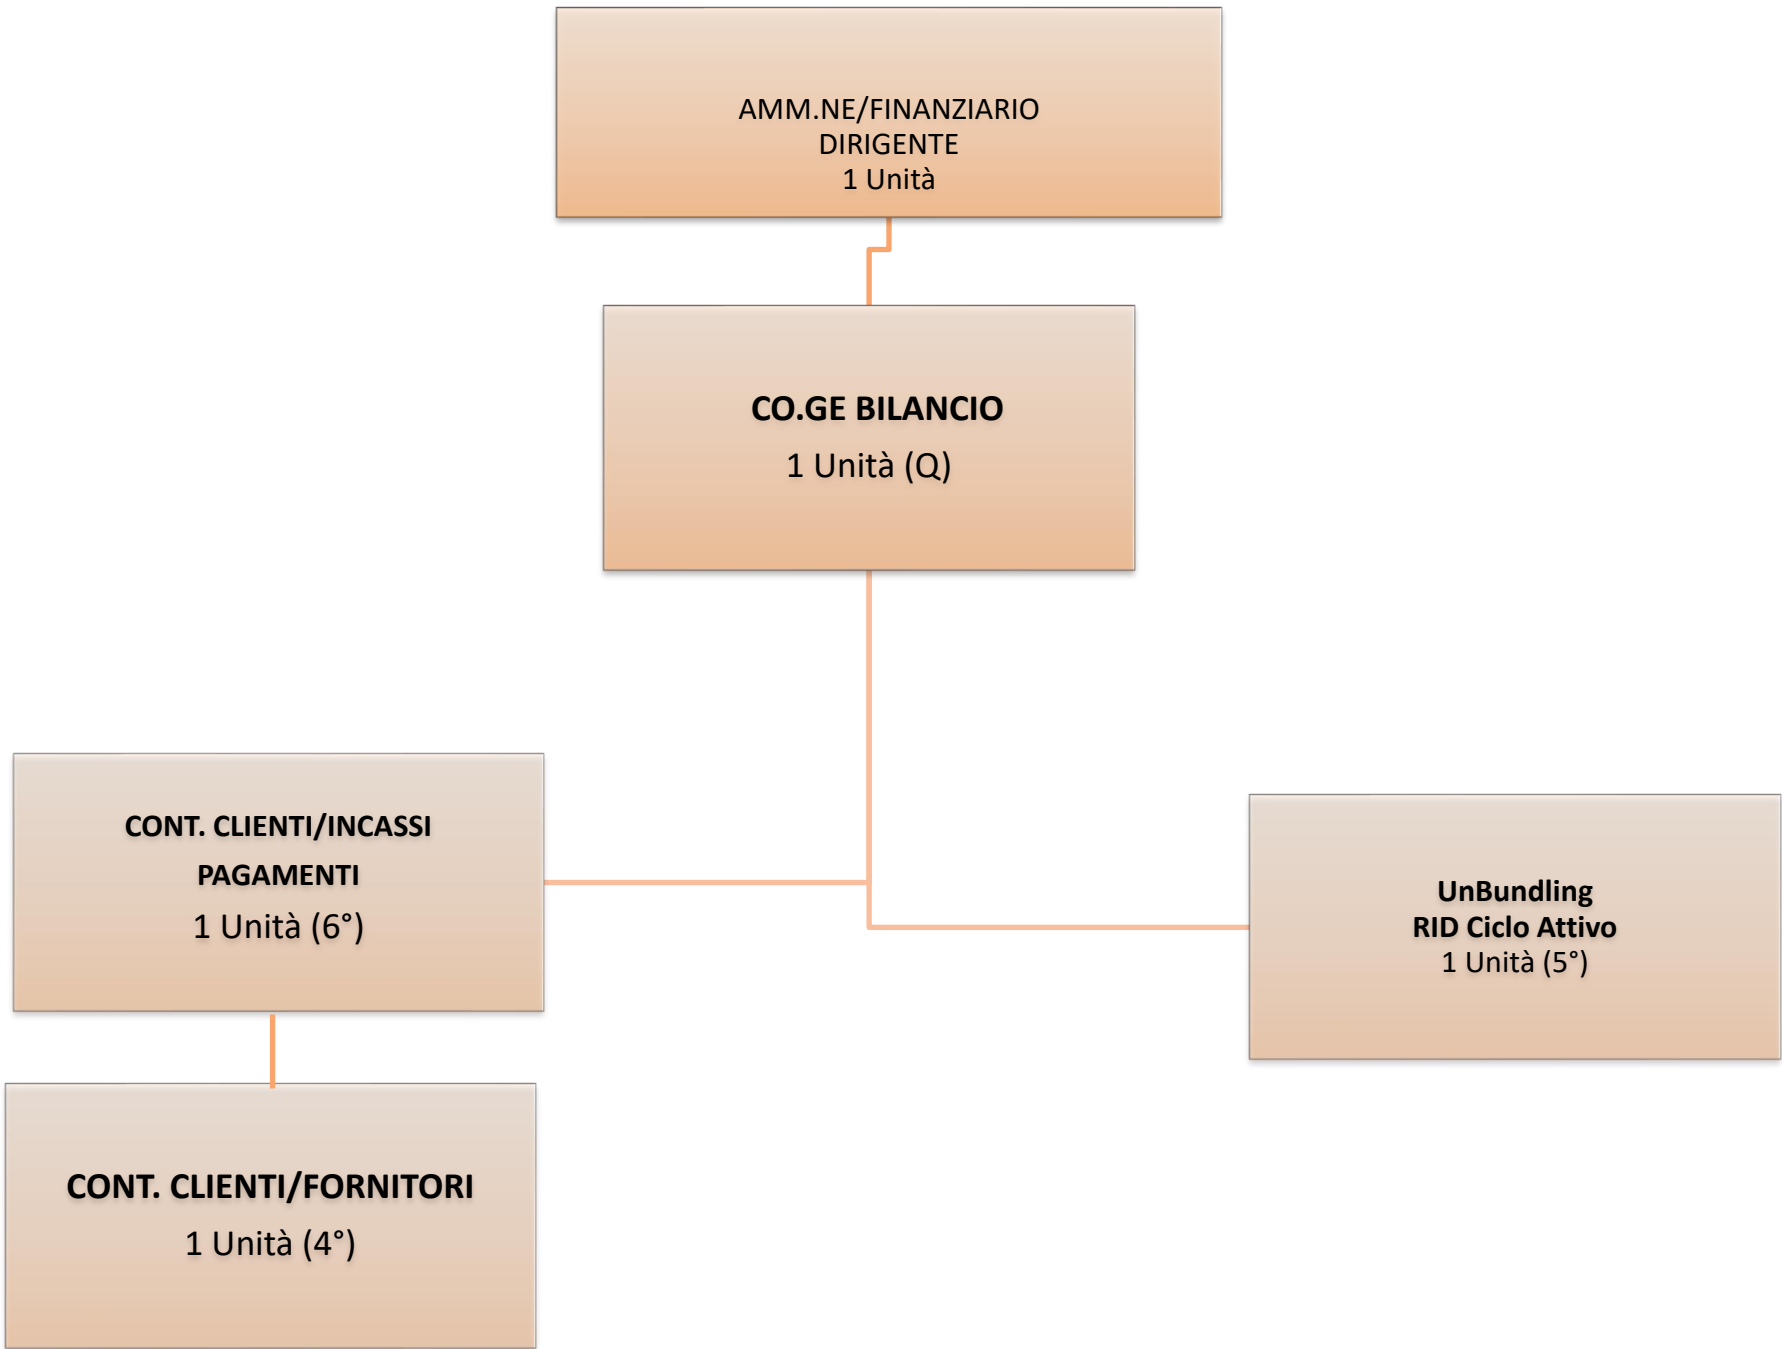 AMM.NE/FINANZIARIO
DIRIGENTE
1 Unità
CO.GE BILANCIO
1 Unità (Q)
CONT. CLIENTI/INCASSI
PAGAMENTI
1 Unità (6°)
UnBundling
RID Ciclo Attivo
1 Unità (5°)
CONT. CLIENTI/FORNITORI
1 Unità (4°)